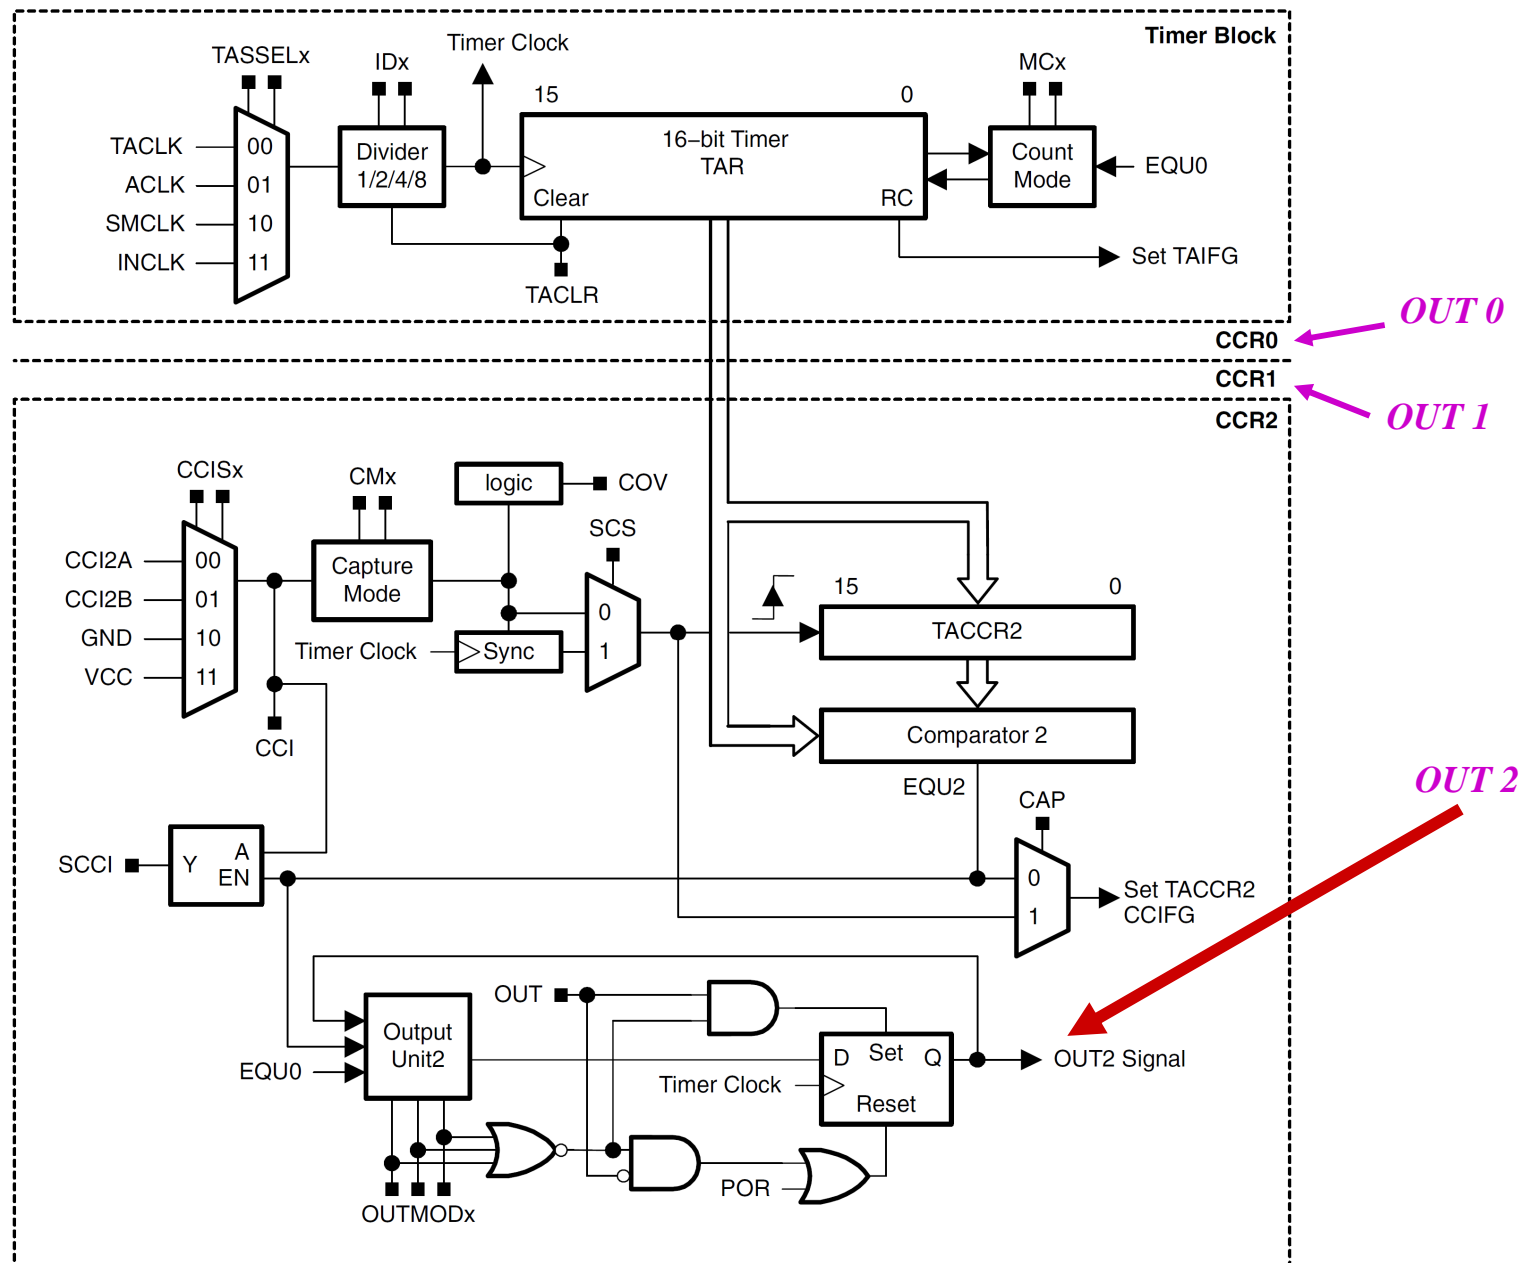 Timer Block
Timer Clock
TASSELx
IDx
MCx
15
0
TACLK
00
ACLK
01
SMCLK
10
INCLK
11
Divider
1/2/4/8
16−bit Timer
TAR
Clear
RC
Count
Mode
EQU0
Set TAIFG
TACLR
OUT 0
CCR0
CCR1
OUT 1
CCR2
CCISx
CMx
logic
COV
SCS
CCI2A
00
CCI2B
01
GND
10
VCC
11
Capture
Mode
Timer Clock
Sync
0
1
15
0
TACCR2
Comparator 2
CCI
EQU2
CAP
OUT 2
SCCI
Y
A
EN
0
1
Set TACCR2
CCIFG
OUT
Output
Unit2
EQU0
D
Set
Q
Timer Clock
Reset
OUT2 Signal
POR
OUTMODx